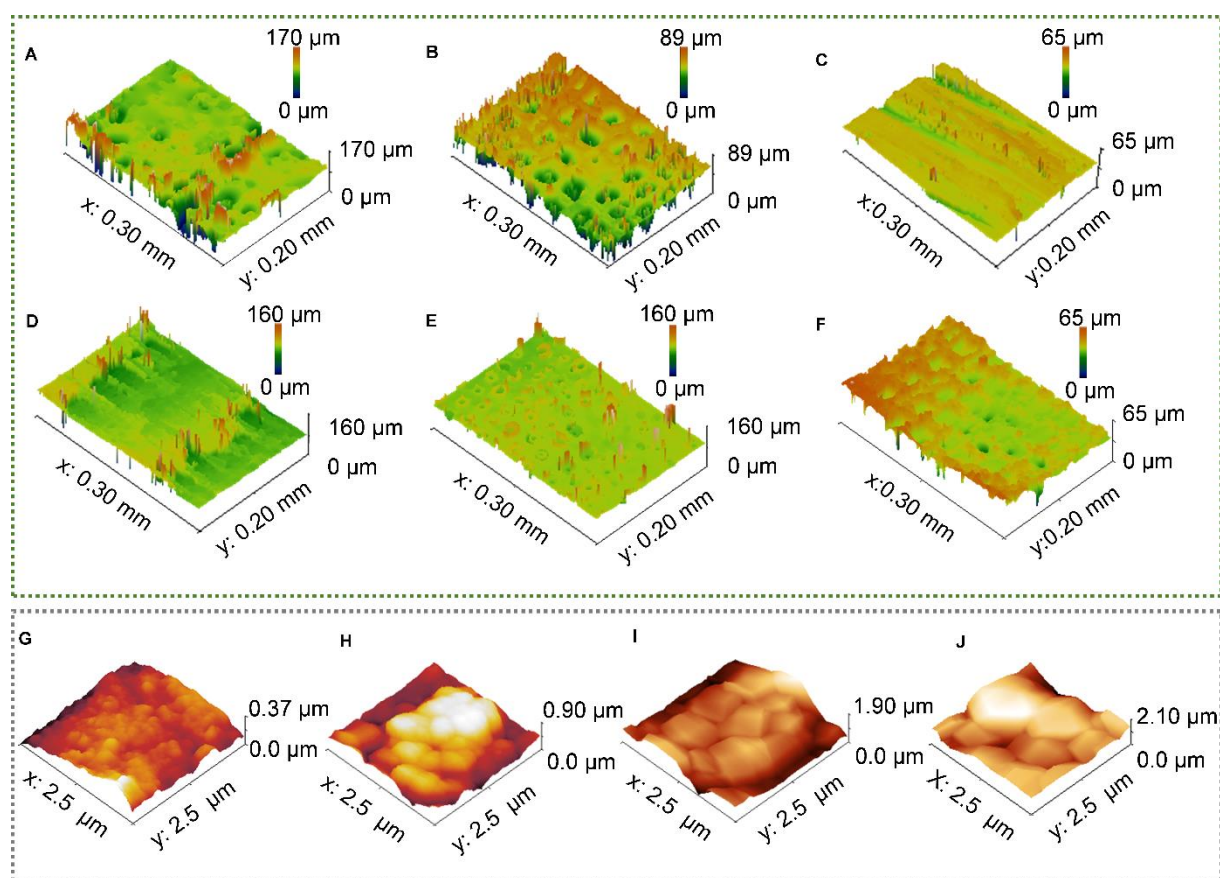 A
170 µm
0 µm
170 µm
0 µm
x: 0.30 mm
y: 0.20 mm
B
89 µm
0 µm
89 µm
0 µm
x: 0.30 mm
y: 0.20 mm
C
65 µm
0 µm
65 µm
0 µm
x:0.30 mm
y:0.20 mm
D
160 µm
0 µm
160 µm
0 µm
x: 0.30 mm
y: 0.20 mm
E
160 µm
0 µm
160 µm
0 µm
x: 0.30 mm
y: 0.20 mm
F
65 µm
0 µm
65 µm
0 µm
x:0.30 mm
y:0.20 mm
G
0.37 µm
0.0 µm
x: 2.5 µm
y: 2.5 µm
H
0.90 µm
0.0 µm
x: 2.5 µm
y: 2.5 µm
I
1.90 µm
0.0 µm
x: 2.5 µm
y: 2.5 µm
J
2.10 µm
0.0 µm
X: 2.5 µm
y: 2.5 µm